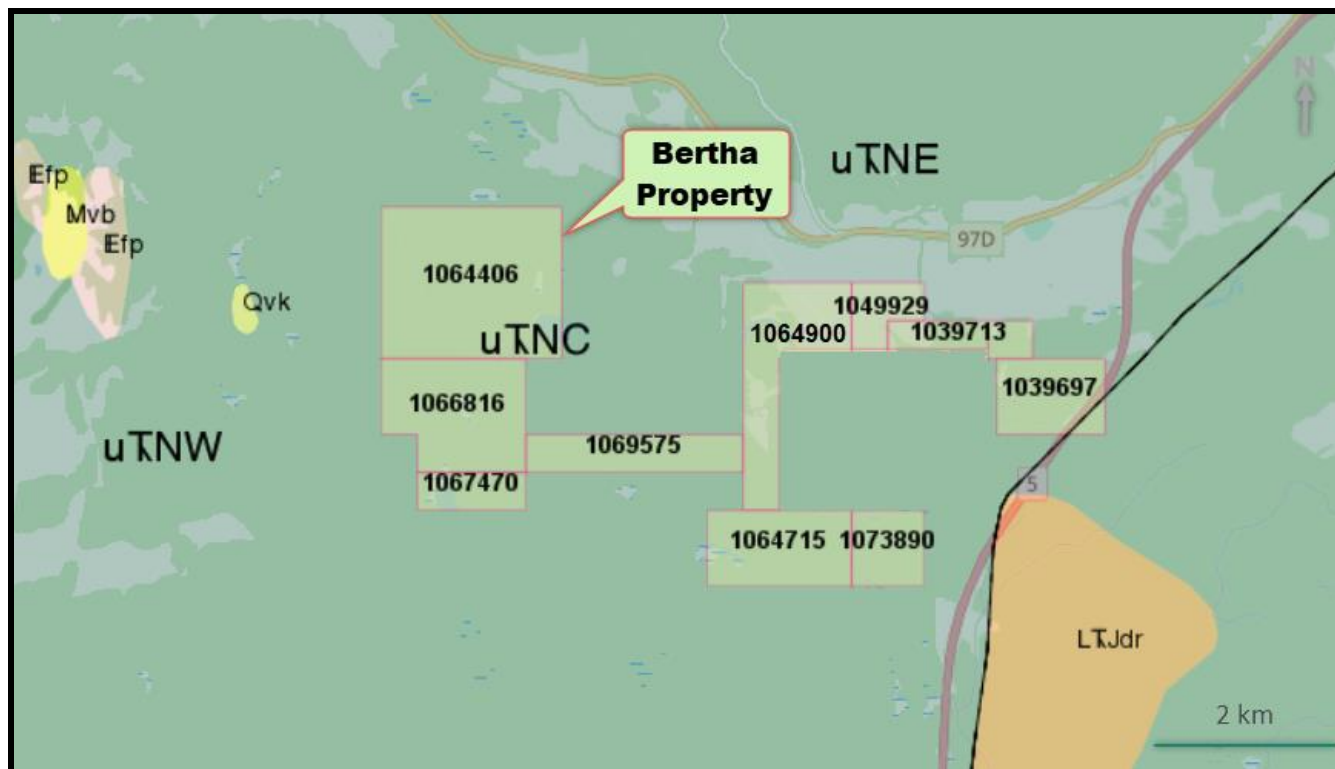 N
Bertha
Property
uTNE
Efp
Mvb
Efp
97D
1064406
Qvk
1049929
1064900
1039713
uTNC
1039697
1066816
uTNW
1069575
1067470
5
1064715
1073890
LTJdr
2 km